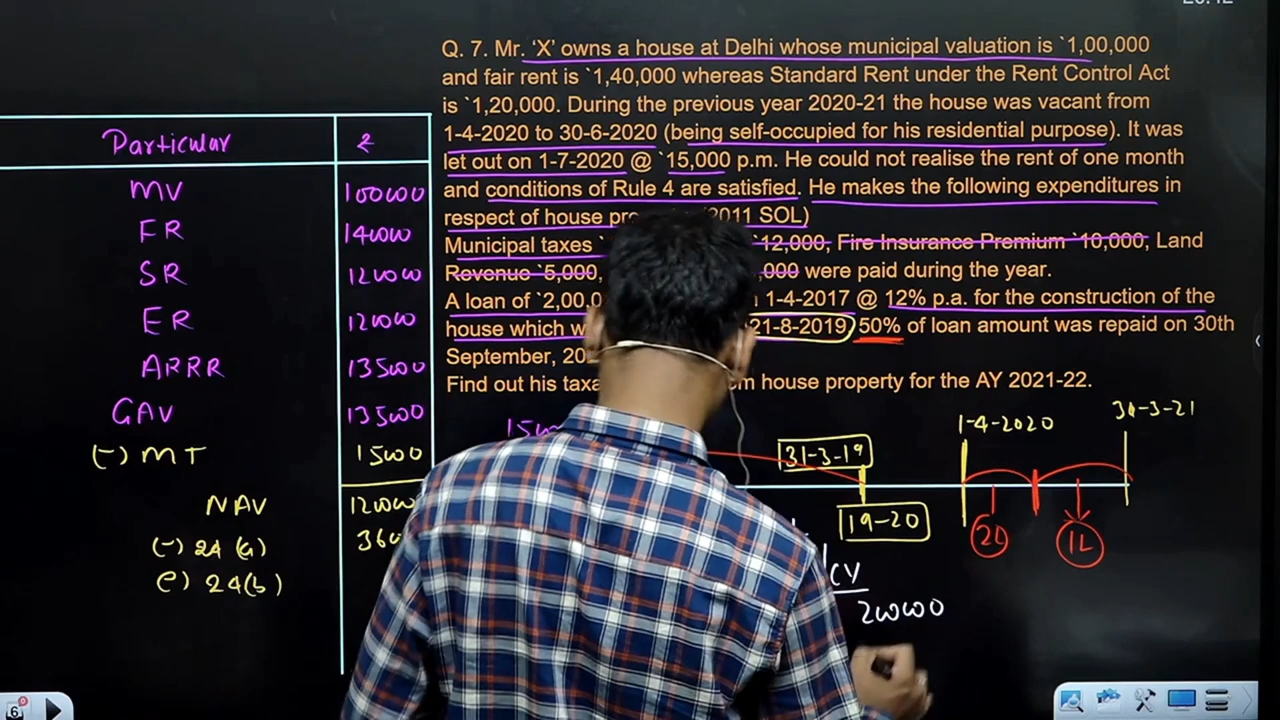 Q. 7. Mr. ‘X’ owns a house at Delhi whose municipal valuation is `1,00,000
and fair rent is `1,40,000 whereas Standard Rent under the Rent Control Act
is `1,20,000. During the previous year 2020-21 the house was vacant from
1-4-2020 to 30-6-2020 (being self-occupied for his residential purpose). It was
let out on 1-7-2020 @ `15,000 p.m. He could not realise the rent of one month
and conditions of Rule 4 are satisfied. He makes the following expenditures in
respect of house 2011 SOL)
Municipal taxes `12,000, Fire Insurance Premium `10,000, Land
Revenue `5,000, ,000 were paid during the year.
A loan of `2,00,0 1-4-2017 @ 12% p.a. for the construction of the
house which 21-8-2019 50% of loan amount was repaid on 30th
September,
Find out his house property for the AY 2021-22.
Particular ₹
MV 100000
FR 140000
SR 120000
ER 120000
ARRR 135000
GAV 135000
(-) MT 15000
NAV 120000
(-) 24 (a) 360
(-) 24(b)
1500
31-3-19
19-20
1-4-2020
31-3-21
2L
1L
CY
200000
6